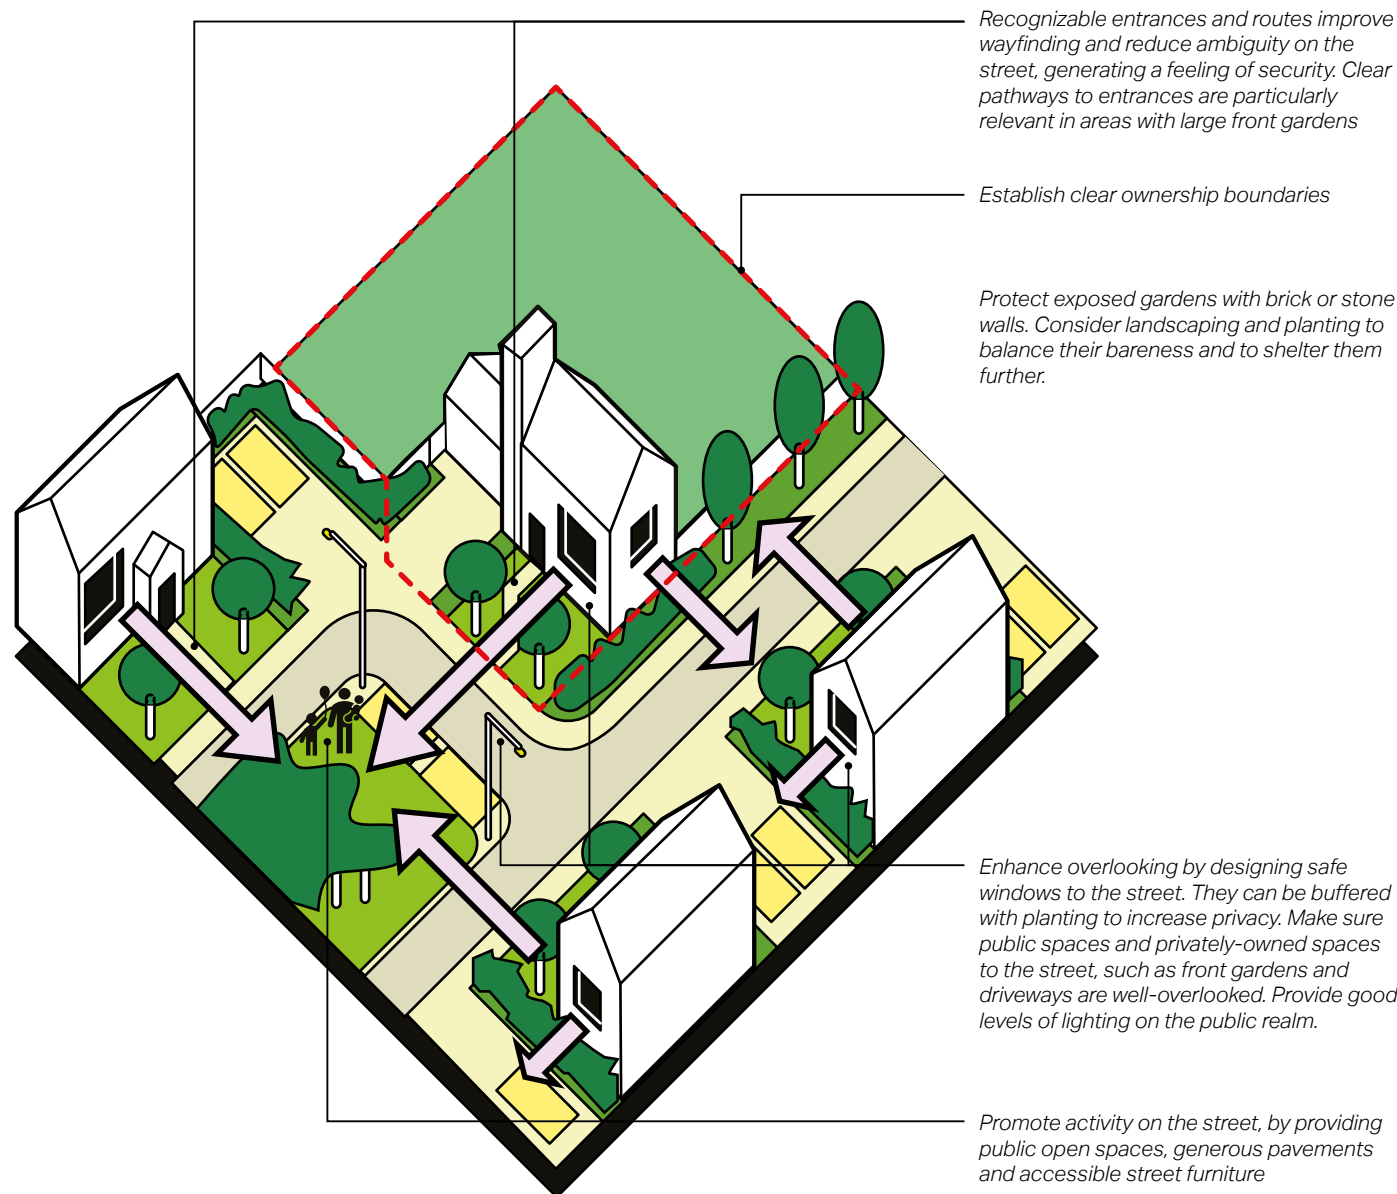 Recognizable entrances and routes improve
wayfinding and reduce ambiguity on the
street, generating a feeling of security. Clear
pathways to entrances are particularly
relevant in areas with large front gardens
Establish clear ownership boundaries
Protect exposed gardens with brick or stone
walls. Consider landscaping and planting to
balance their bareness and to shelter them
further.
Enhance overlooking by designing safe
windows to the street. They can be buffered
with planting to increase privacy. Make sure
public spaces and privately-owned spaces
to the street, such as front gardens and
driveways are well-overlooked. Provide good
levels of lighting on the public realm.
Promote activity on the street, by providing
public open spaces, generous pavements
and accessible street furniture